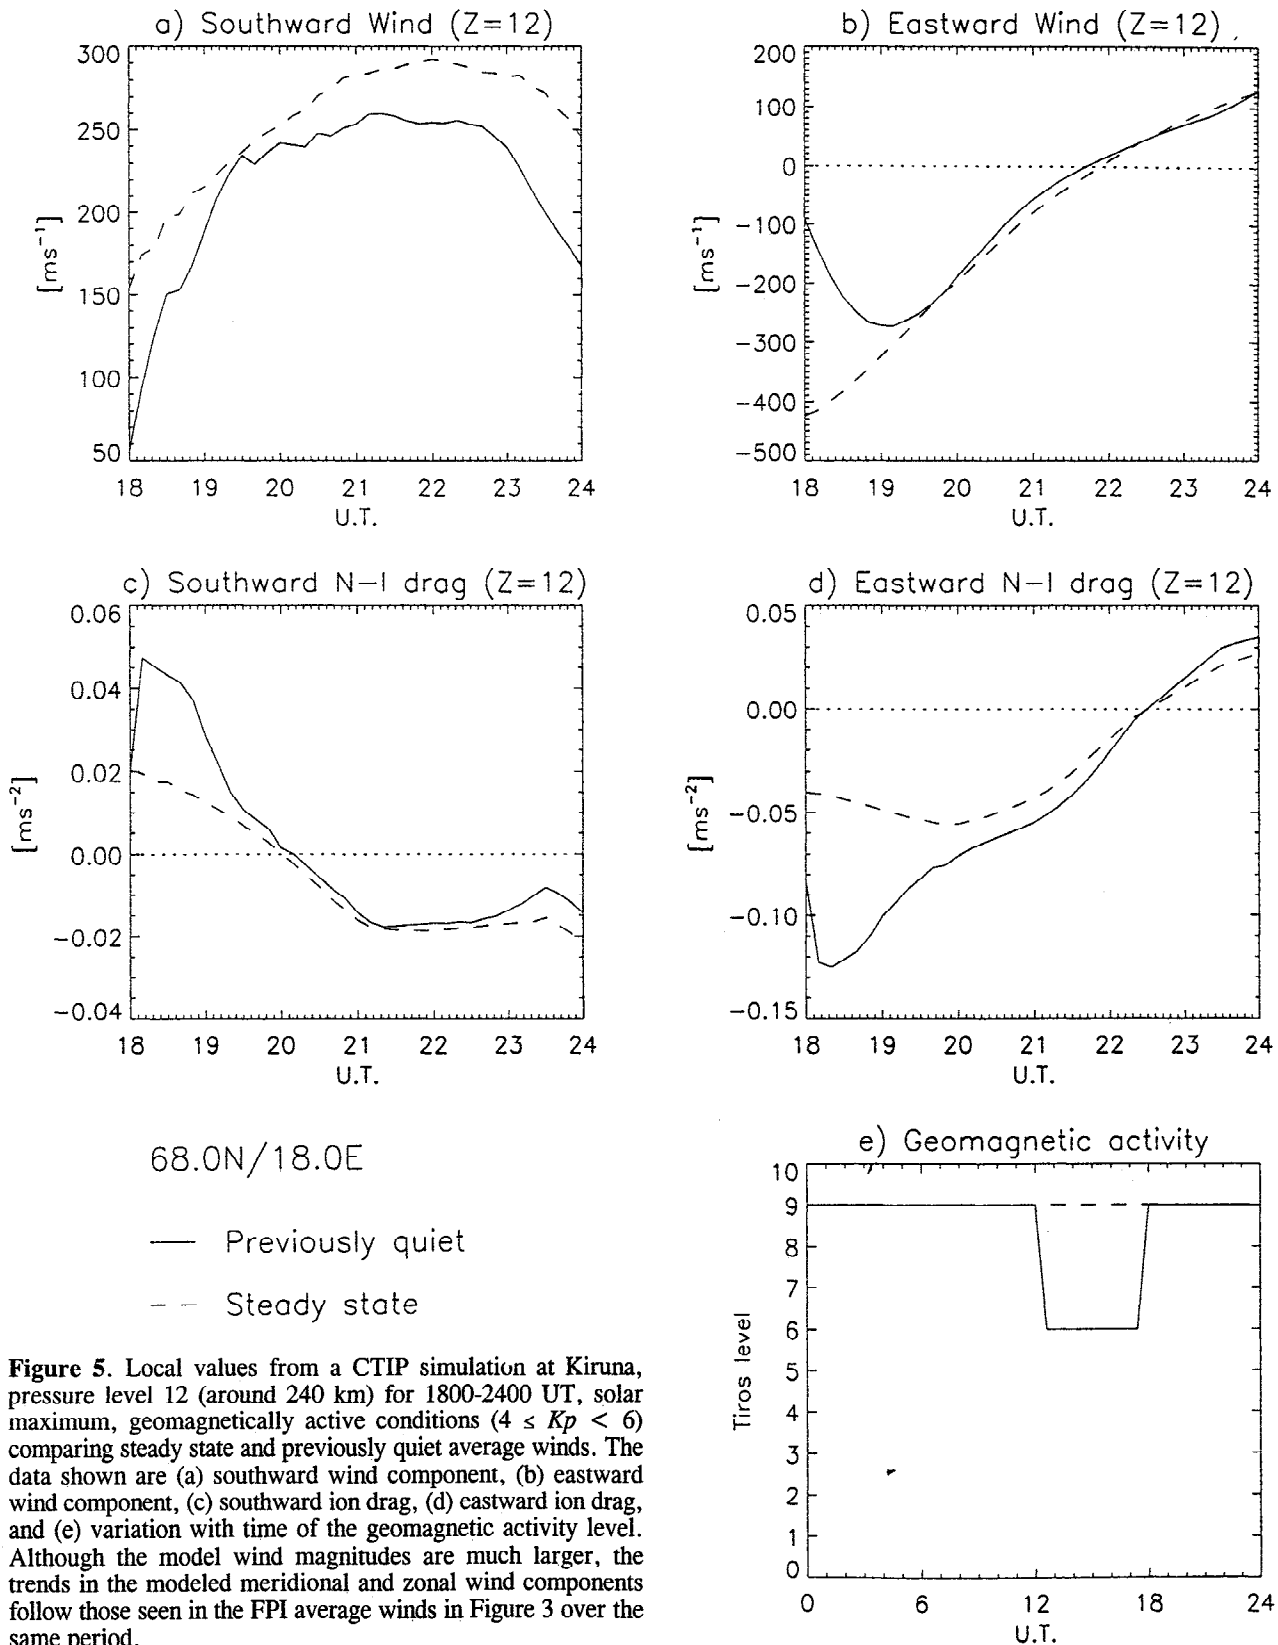 a) Southward Wind (Z=12)
300
250
200
150
100
50
[ms⁻¹]
18 19 20 21 22 23 24
U.T.
b) Eastward Wind (Z=12)
200
100
0
−100
−200
−300
−400
−500
[ms⁻¹]
18 19 20 21 22 23 24
U.T.
c) Southward N−I drag (Z=12)
0.06
0.04
0.02
0.00
−0.02
−0.04
[ms⁻²]
18 19 20 21 22 23 24
U.T.
d) Eastward N−I drag (Z=12)
0.05
0.00
−0.05
−0.10
−0.15
[ms⁻²]
18 19 20 21 22 23 24
U.T.
68.0N/18.0E
Previously quiet
Steady state
e) Geomagnetic activity
10
9
8
7
6
5
4
3
2
1
0
Tiros level
0 6 12 18 24
U.T.
Figure 5. Local values from a CTIP simulation at Kiruna,
pressure level 12 (around 240 km) for 1800-2400 UT, solar
maximum, geomagnetically active conditions (4 ≤ Kp < 6)
comparing steady state and previously quiet average winds. The
data shown are (a) southward wind component, (b) eastward
wind component, (c) southward ion drag, (d) eastward ion drag,
and (e) variation with time of the geomagnetic activity level.
Although the model wind magnitudes are much larger, the
trends in the modeled meridional and zonal wind components
follow those seen in the FPI average winds in Figure 3 over the
same period.